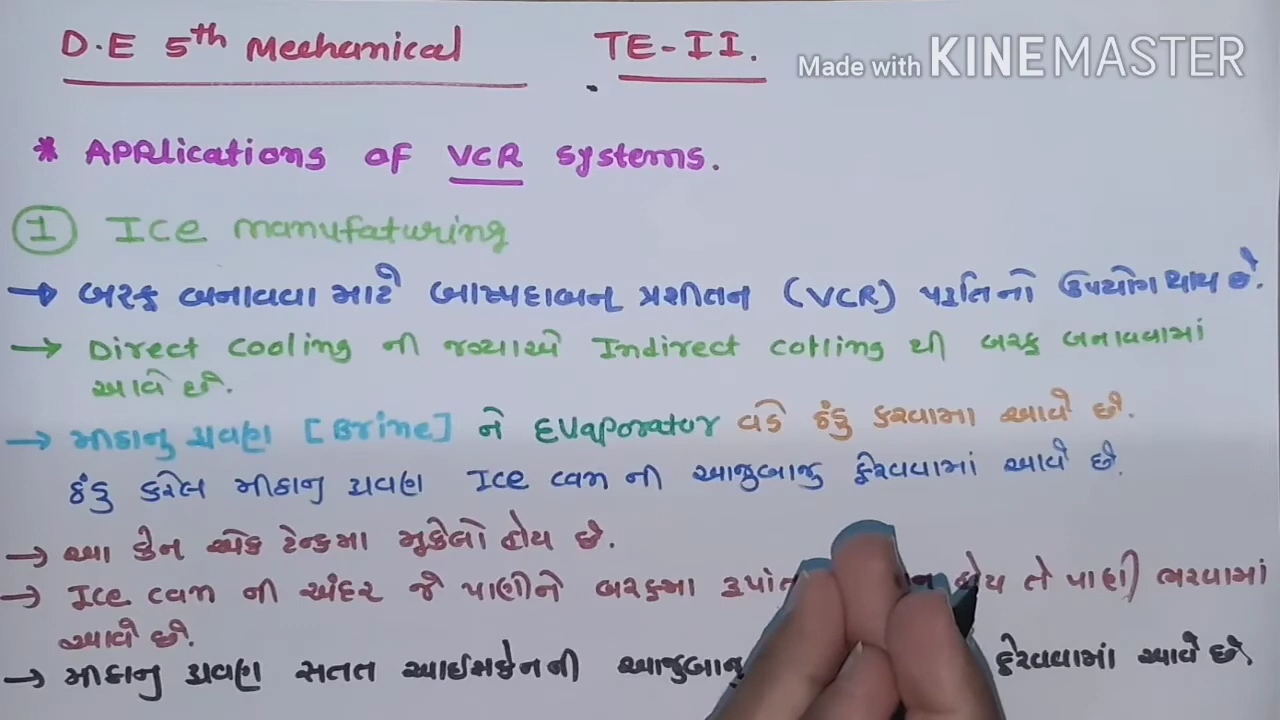 D.E 5th Mechanical TE-II.
Made with KINEMASTER
* Applications of VCR systems.
1 Ice manufaturing
→ બરફ બનાવવા માટે બાષ્પદાબન પ્રશીતન (VCR) પદ્ધતિનો ઉપયોગ થાય છે.
→ Direct cooling ની જગ્યાએ Indirect cotling થી બરફ બનાવવામાં
આવે છે.
→ મીઠાનુ દ્રાવણ [Brine] ને Evaporator વડે ઠંડુ કરવામા આવે છે.
ઠંડુ કરેલ મીઠાનુ દ્રાવણ Ice can ની આજુબાજુ ફેરવવામાં આવે છે.
→ આ કેન એક ટેન્કમા મૂકેલો હોય છે.
→ Ice can ની અંદર જે પાણીને બરફમા હોય તે પાણી ભરવામાં
આવે છે.
→ મીઠાનુ દ્રાવણ સતત આઈસકેનની આજુબાજુ ફેરવવામાં આવે છે